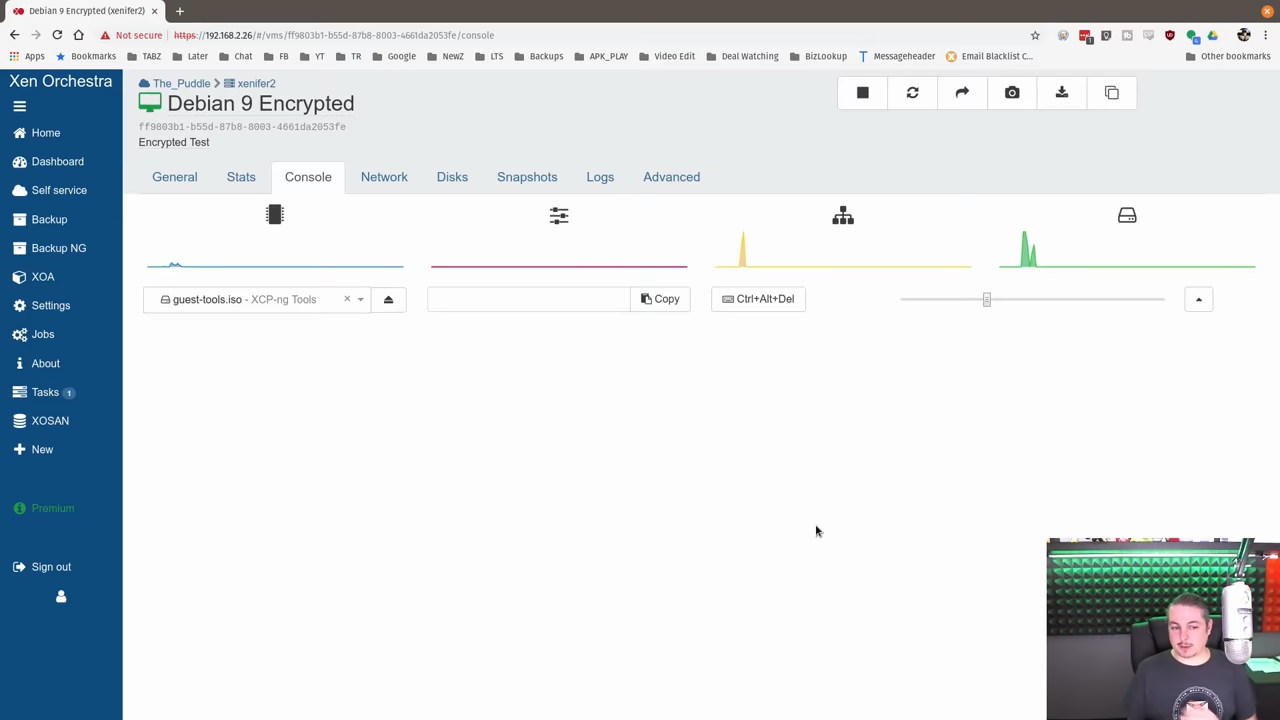 Debian 9 Encrypted (xenifer2)
Not secure
https://192.168.2.26/#/vms/ff9803b1-b55d-87b8-8003-4661da2053fe/console
Apps Bookmarks TABZ Later Chat FB YT TR Google NewZ LTS Backups APK_PLAY Video Edit Deal Watching BizLookup Messageheader Email Blacklist C... Other bookmarks
Xen Orchestra
Home
Dashboard
Self service
Backup
Backup NG
XOA
Settings
Jobs
About
Tasks 1
XOSAN
New
Premium
Sign out
The_Puddle xenifer2
Debian 9 Encrypted
ff9803b1-b55d-87b8-8003-4661da2053fe
Encrypted Test
General Stats Console Network Disks Snapshots Logs Advanced
guest-tools.iso - XCP-ng Tools
Copy
Ctrl+Alt+Del